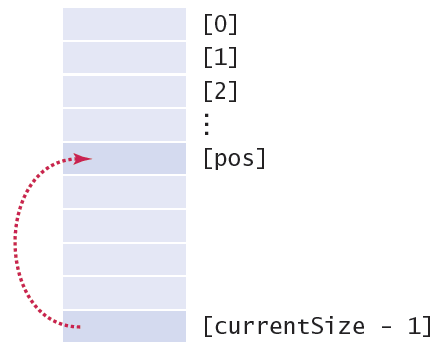 [0]
[1]
[2]
⋮
[pos]
[currentSize - 1]